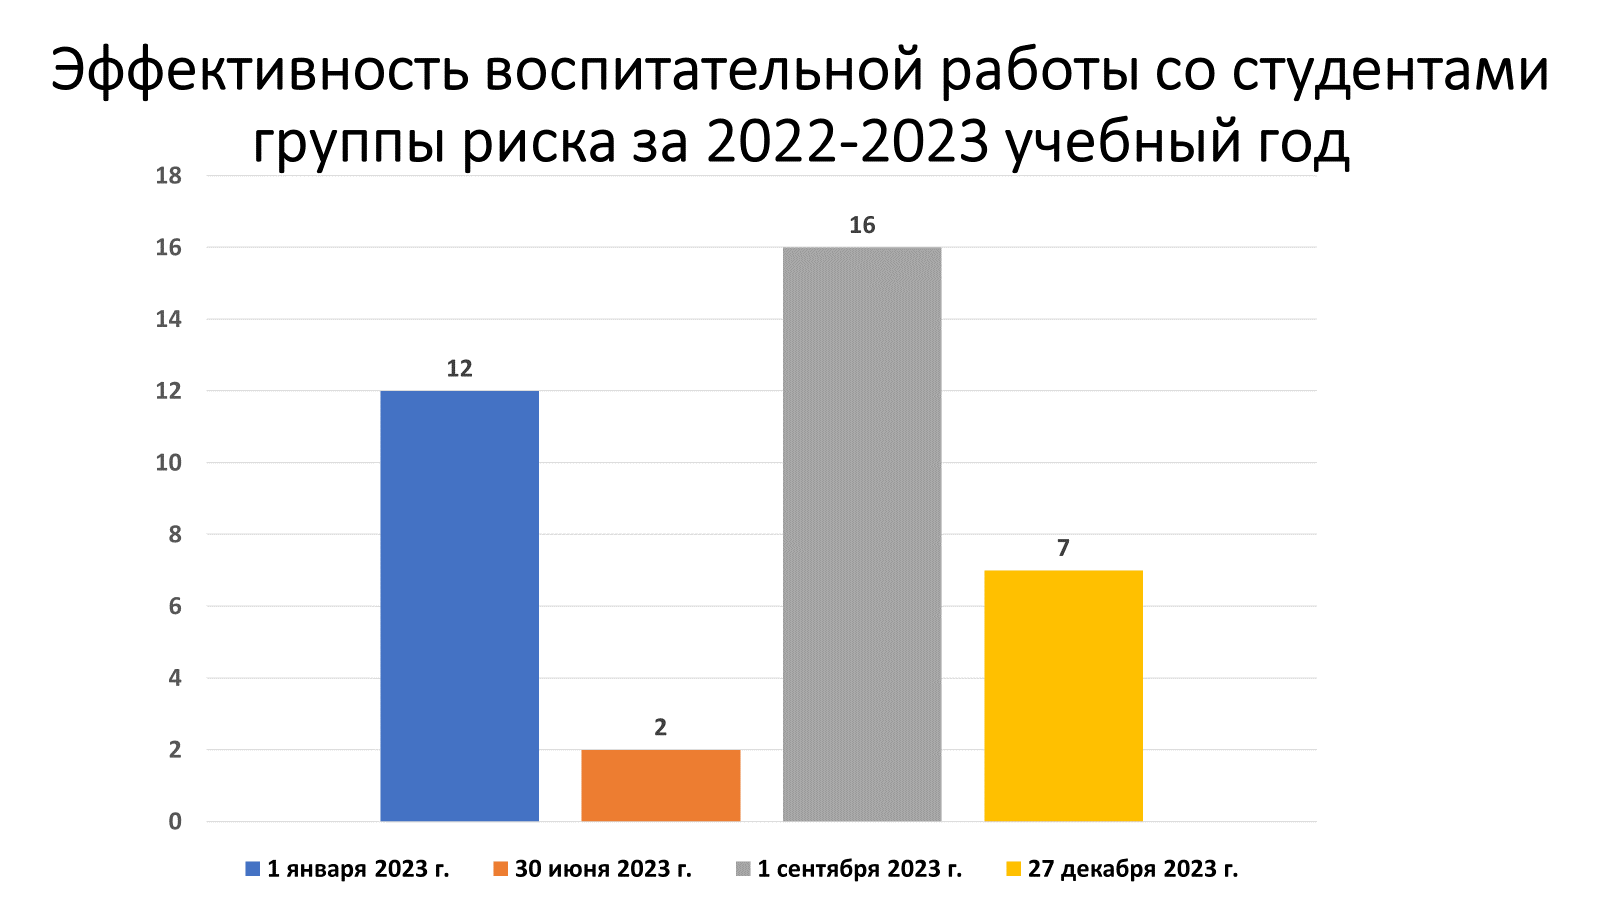 Эффективность воспитательной работы со студентами
группы риска за 2022-2023 учебный год
18
16
16
14
12
12
10
8
7
6
4
2
2
0
1 января 2023 г.
30 июня 2023 г.
1 сентября 2023 г.
27 декабря 2023 г.